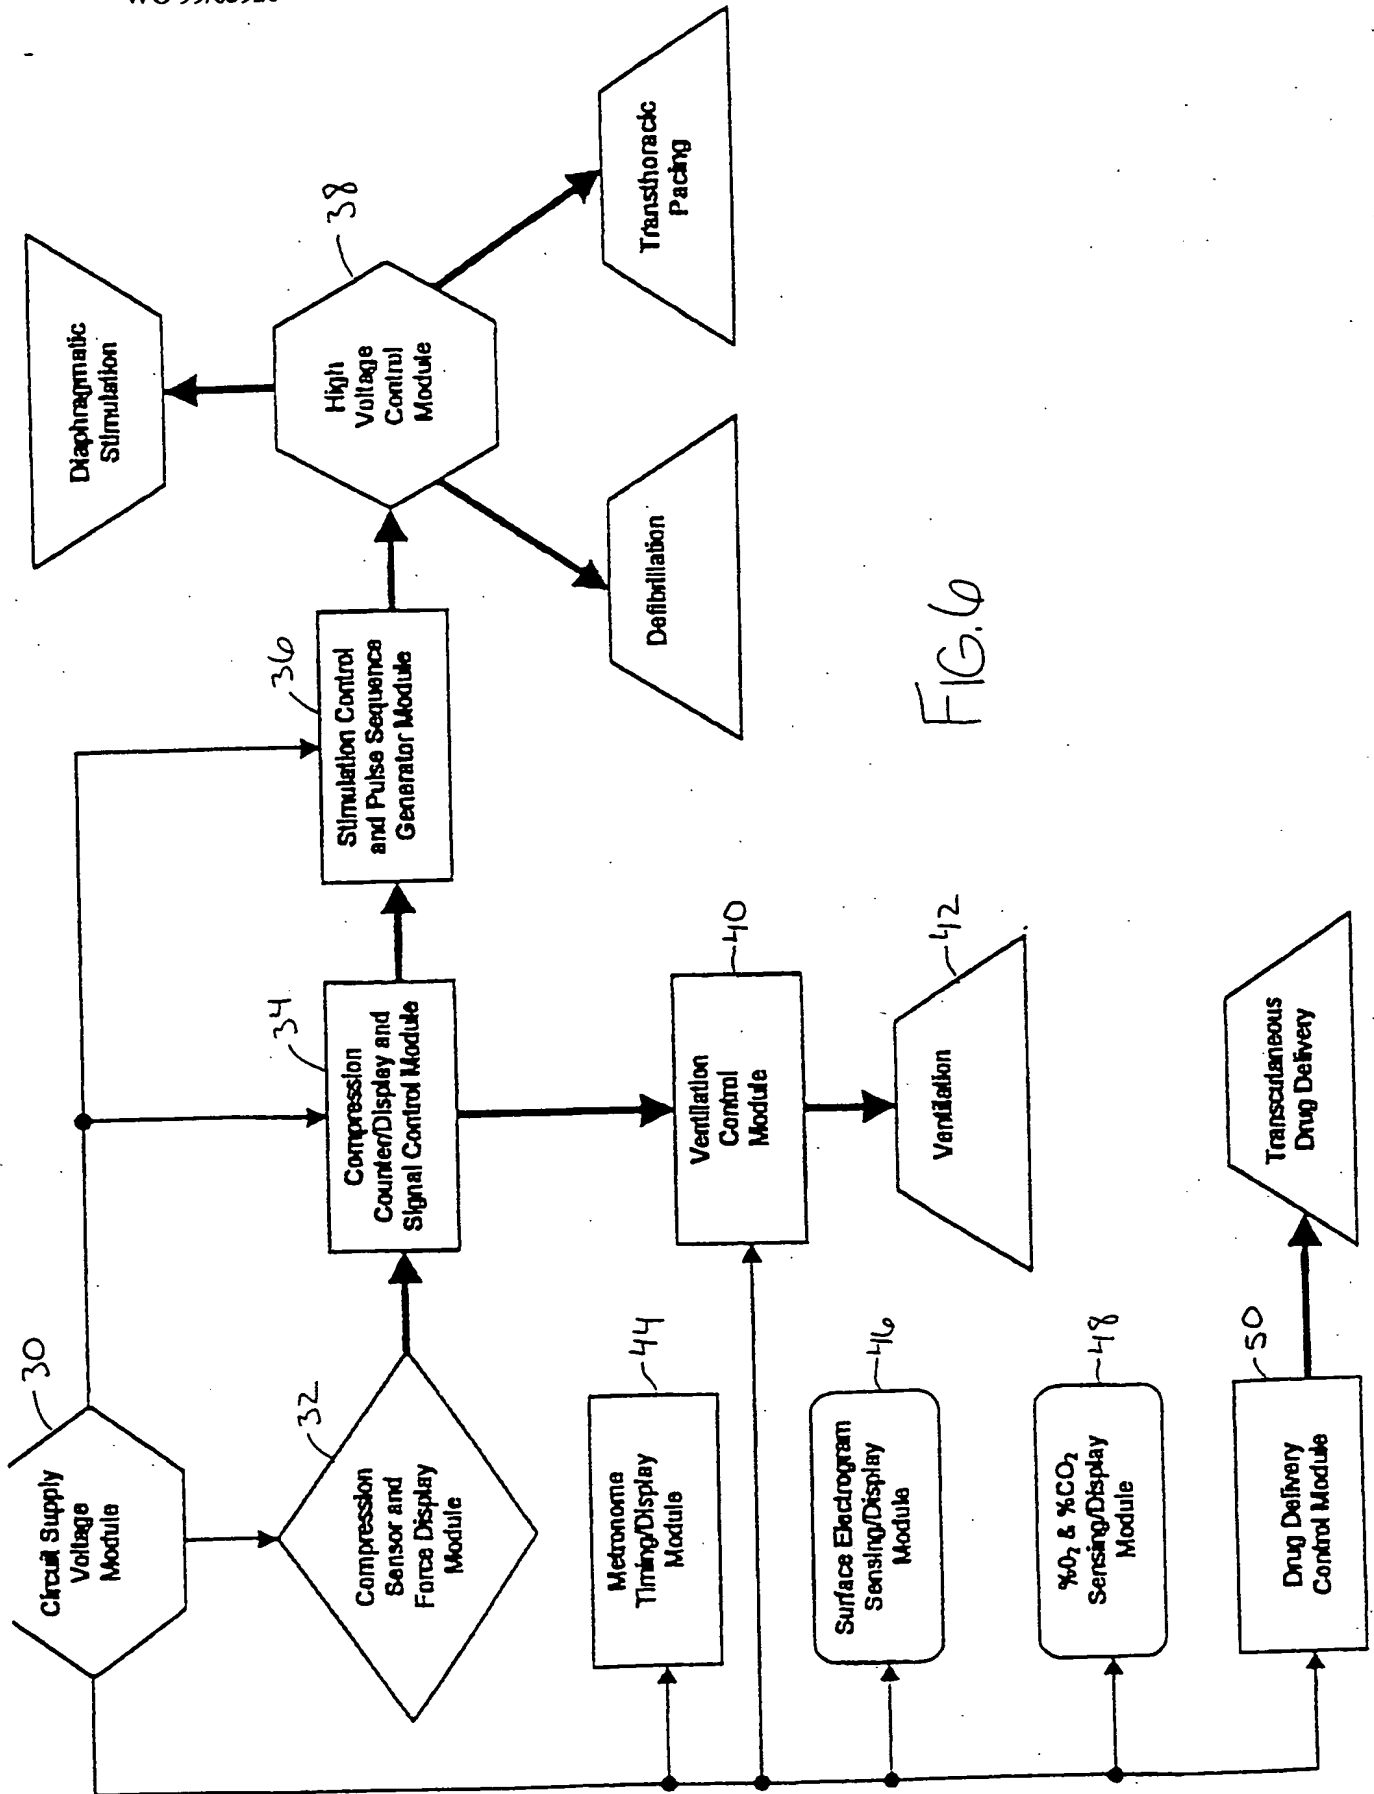 Circuit Supply
Voltage
Module
30
Compression
Sensor and
Force Display
Module
32
Compression
Counter/Display and
Signal Control Module
34
Stimulation Control
and Pulse Sequence
Generator Module
36
High
Voltage
Control
Module
38
Diaphragmatic
Stimulation
Defibrillation
Transthoracic
Pacing
Metronome
Timing/Display
Module
44
Ventilation
Control
Module
40
Ventilation
42
Surface Electrogram
Sensing/Display
Module
46
%O₂ & %CO₂
Sensing/Display
Module
48
Drug Delivery
Control Module
50
Transcutaneous
Drug Delivery
FIG.6